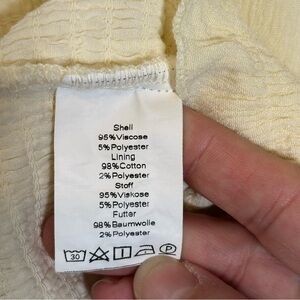 Shell
95%Viscose
5%Polyester
Lining
98%Cotton
2%Polyester
Stoff
95%Viskose
5%Polyester
Futter
98%Baumwolle
2%Polyester
30 P